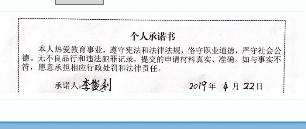 个人承诺书
本人热爱教育事业，遵守宪法和法律法规，恪守职业道德，严守社会公
德，无不良品行和违法犯罪记录，提交的申请材料真实、准确。如与事实不
符，愿意承担相应行政处罚和法律责任。
承诺人：李 利 2019年4月22日